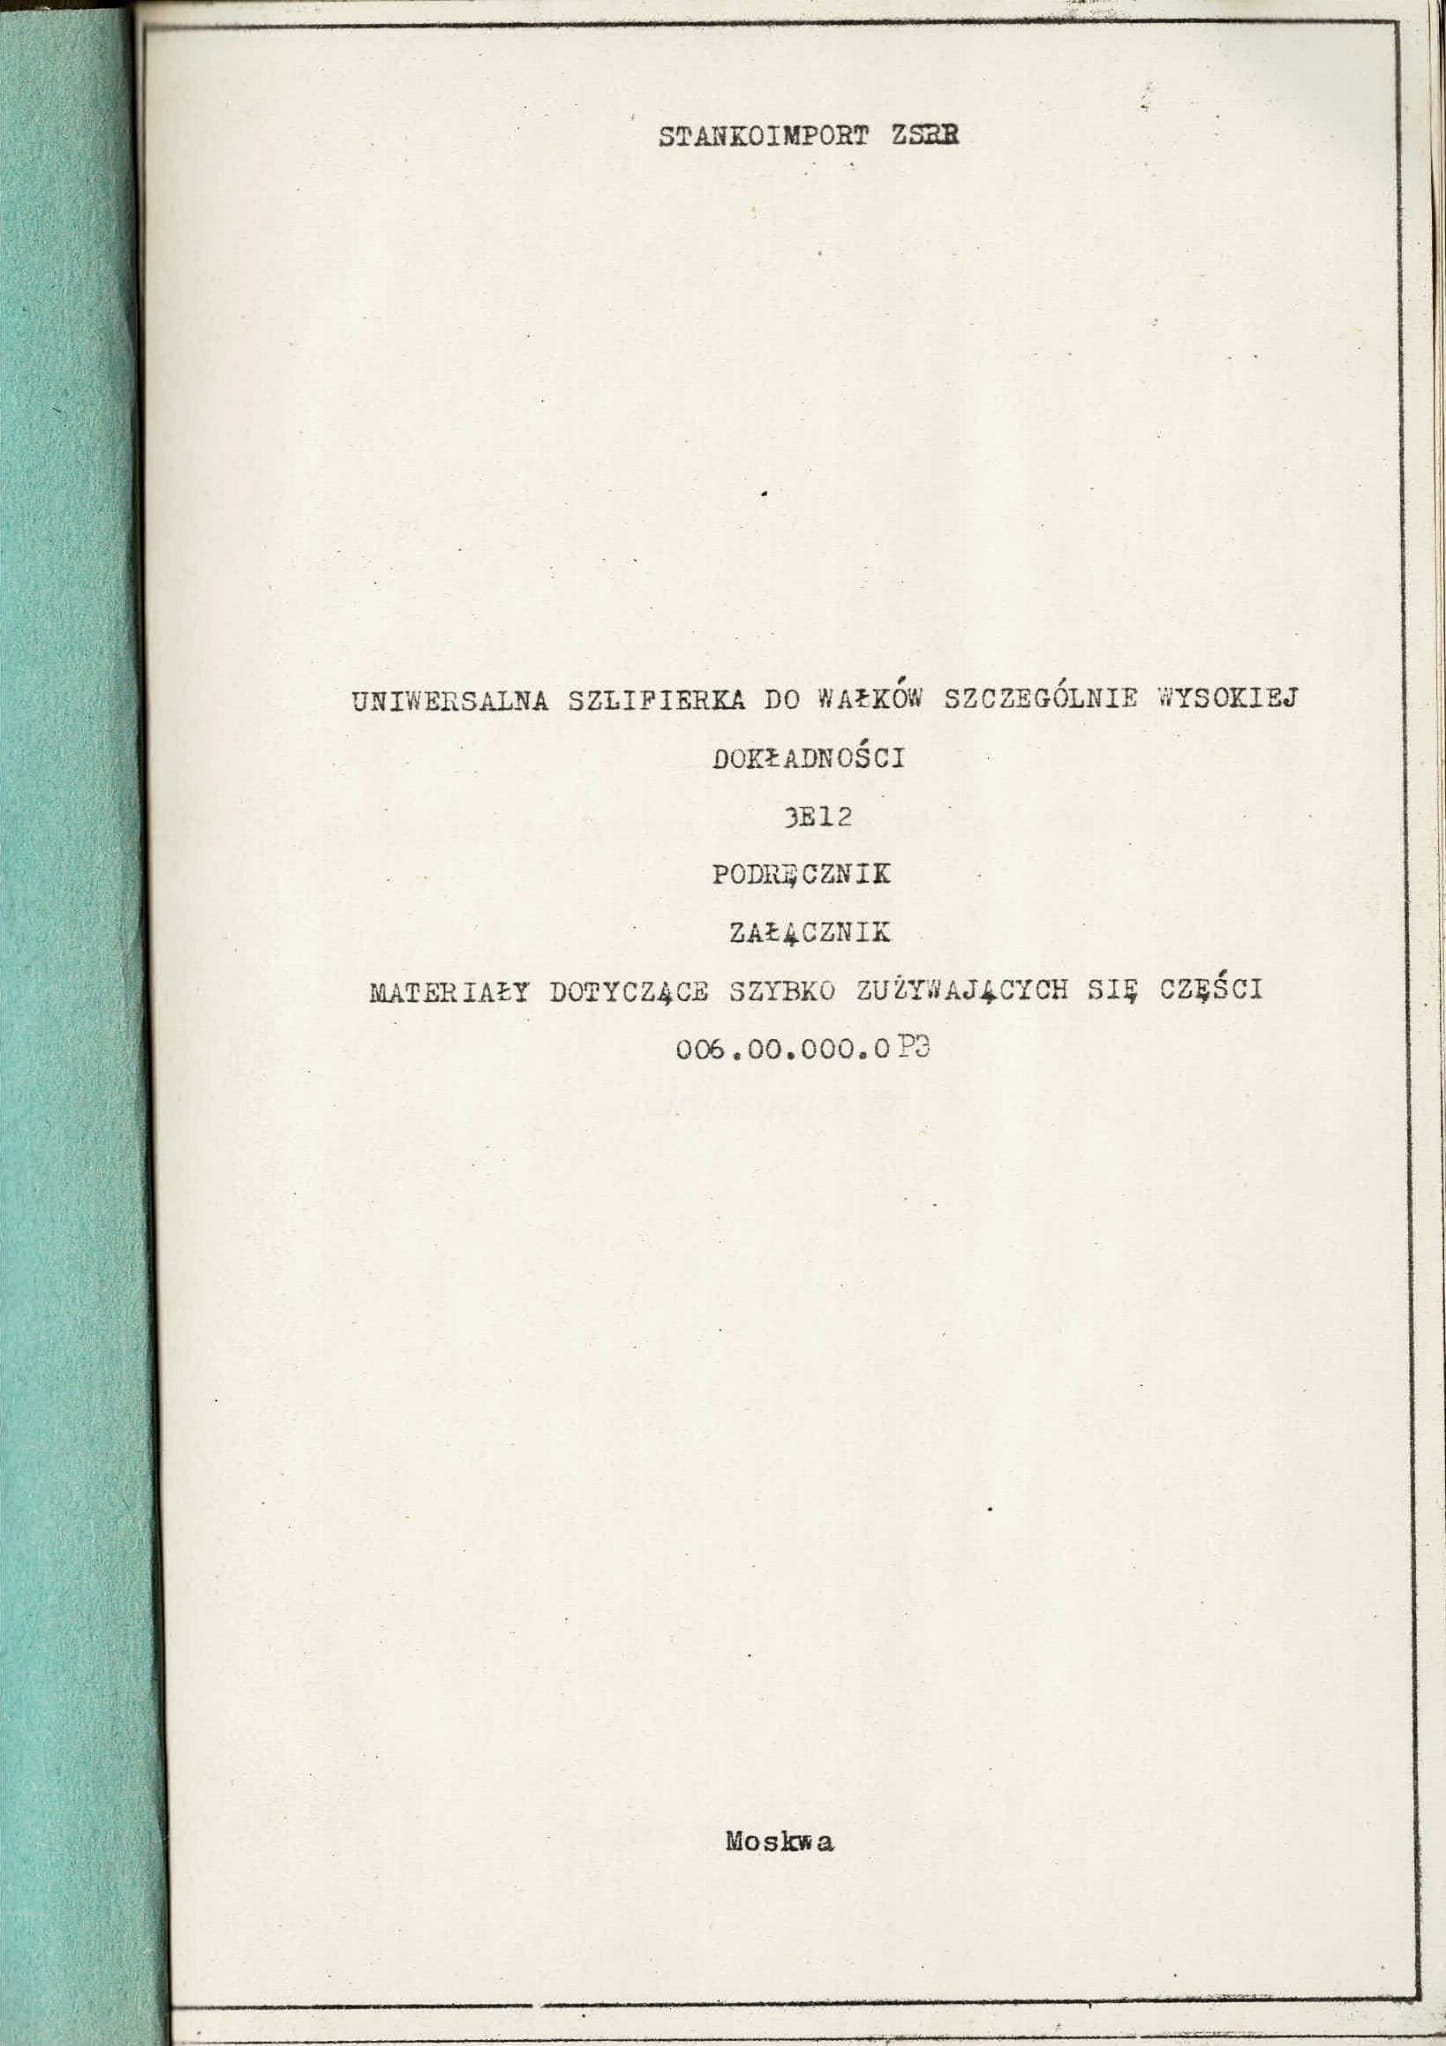 STANKOIMPORT ZSRR
UNIWERSALNA SZLIFIERKA DO WAŁKÓW SZCZEGÓLNIE WYSOKIEJ
DOKŁADNOŚCI
3E12
PODRĘCZNIK
ZAŁĄCZNIK
MATERIAŁY DOTYCZĄCE SZYBKO ZUŻYWAJĄCYCH SIĘ CZĘŚCI
006.00.000.0 РЭ
Moskwa